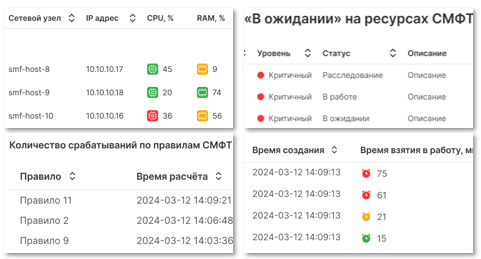 Сетевой узел IP адрес CPU, % RAM, %
smf-host-8 10.10.10.17 45 9
smf-host-9 10.10.10.18 20 74
smf-host-10 10.10.10.16 36 56
«В ожидании» на ресурсах СМФТ
Уровень Статус Описание
Критичный Расследование Описание
Критичный В работе Описание
Критичный В ожидании Описание
Количество срабатываний по правилам СМФТ
Правило Время расчёта
Правило 11 2024-03-12 14:09:21
Правило 2 2024-03-12 14:06:48
Правило 9 2024-03-12 14:03:36
Время создания Время взятия в работу,
2024-03-12 14:09:13 75
2024-03-12 14:09:13 61
2024-03-12 14:09:13 21
2024-03-12 14:09:13 15